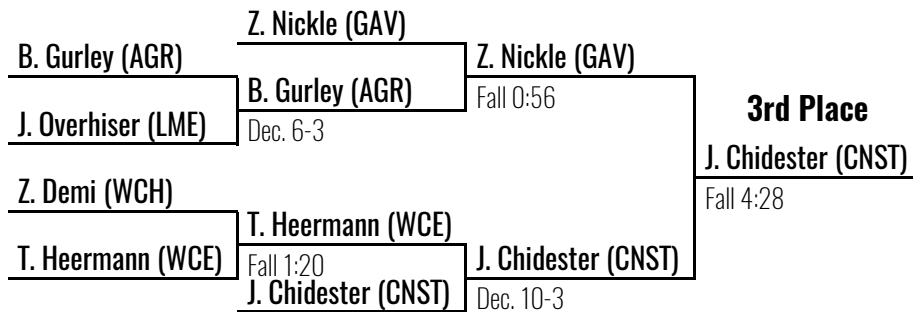 Z. Nickle (GAV)
B. Gurley (AGR)
Z. Nickle (GAV)
B. Gurley (AGR)
Fall 0:56
3rd Place
J. Overhiser (LME)
Dec. 6-3
J. Chidester (CNST)
Z. Demi (WCH)
Fall 4:28
T. Heermann (WCE)
T. Heermann (WCE)
Fall 1:20
J. Chidester (CNST)
J. Chidester (CNST)
Dec. 10-3